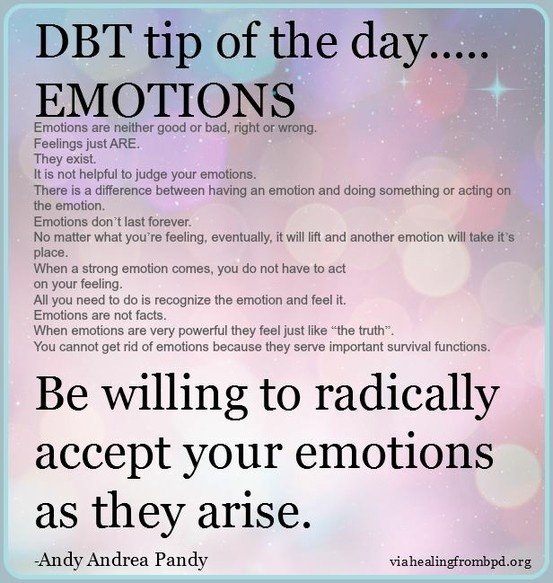 DBT tip of the day.....
EMOTIONS
Emotions are neither good or bad, right or wrong.
Feelings just ARE.
They exist.
It is not helpful to judge your emotions.
There is a difference between having an emotion and doing something or acting on
the emotion.
Emotions don't last forever.
No matter what you're feeling, eventually, it will lift and another emotion will take it's
place.
When a strong emotion comes, you do not have to act
on your feeling.
All you need to do is recognize the emotion and feel it.
Emotions are not facts.
When emotions are very powerful they feel just like "the truth".
You cannot get rid of emotions because they serve important survival functions.
Be willing to radically
accept your emotions
as they arise.
-Andy Andrea Pandy viahealingfrombpd.org